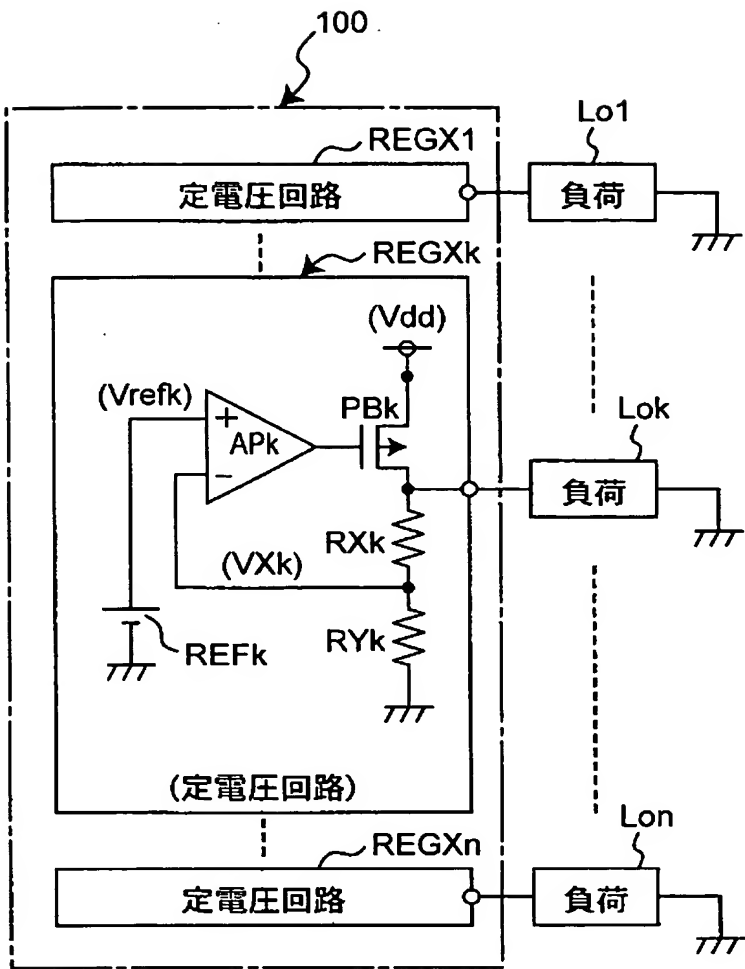 100
Lo1
REGX1
定電圧回路
負荷
REGXk
(Vdd)
(Vrefk)
PBk
Lok
+
APk
負荷
−
RXk
(VXk)
RYk
REFk
(定電圧回路)
Lon
REGXn
定電圧回路
負荷